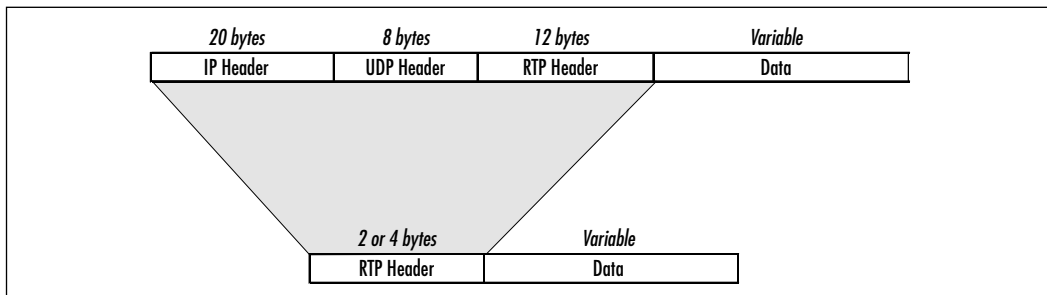 20 bytes 8 bytes 12 bytes Variable
IP Header UDP Header RTP Header Data
2 or 4 bytes Variable
RTP Header Data